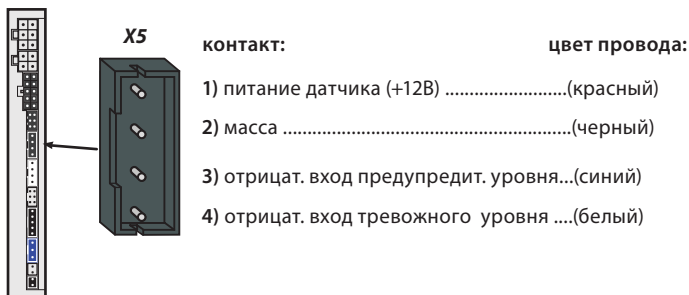 X5
контакт: цвет провода:
1) питание датчика (+12В) ..........................(красный)
2) масса .............................................................(черный)
3) отрицат. вход предупредит. уровня...(синий)
4) отрицат. вход тревожного уровня ....(белый)